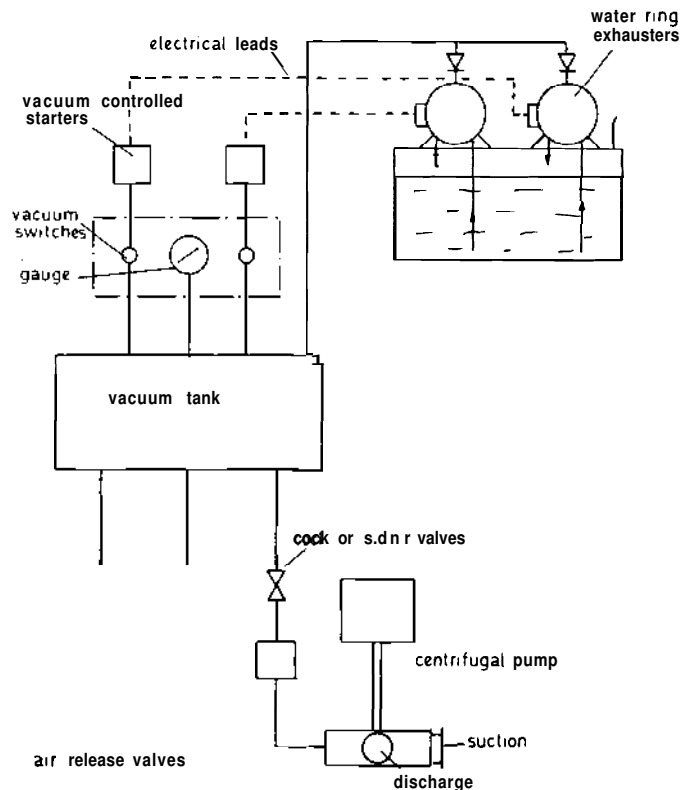 water ring
exhausters
electrical leads
vacuum controlled
starters
vacuum
switches
gauge
vacuum tank
cock or s.d n r valves
centrifugal pump
suction
air release valves
discharge